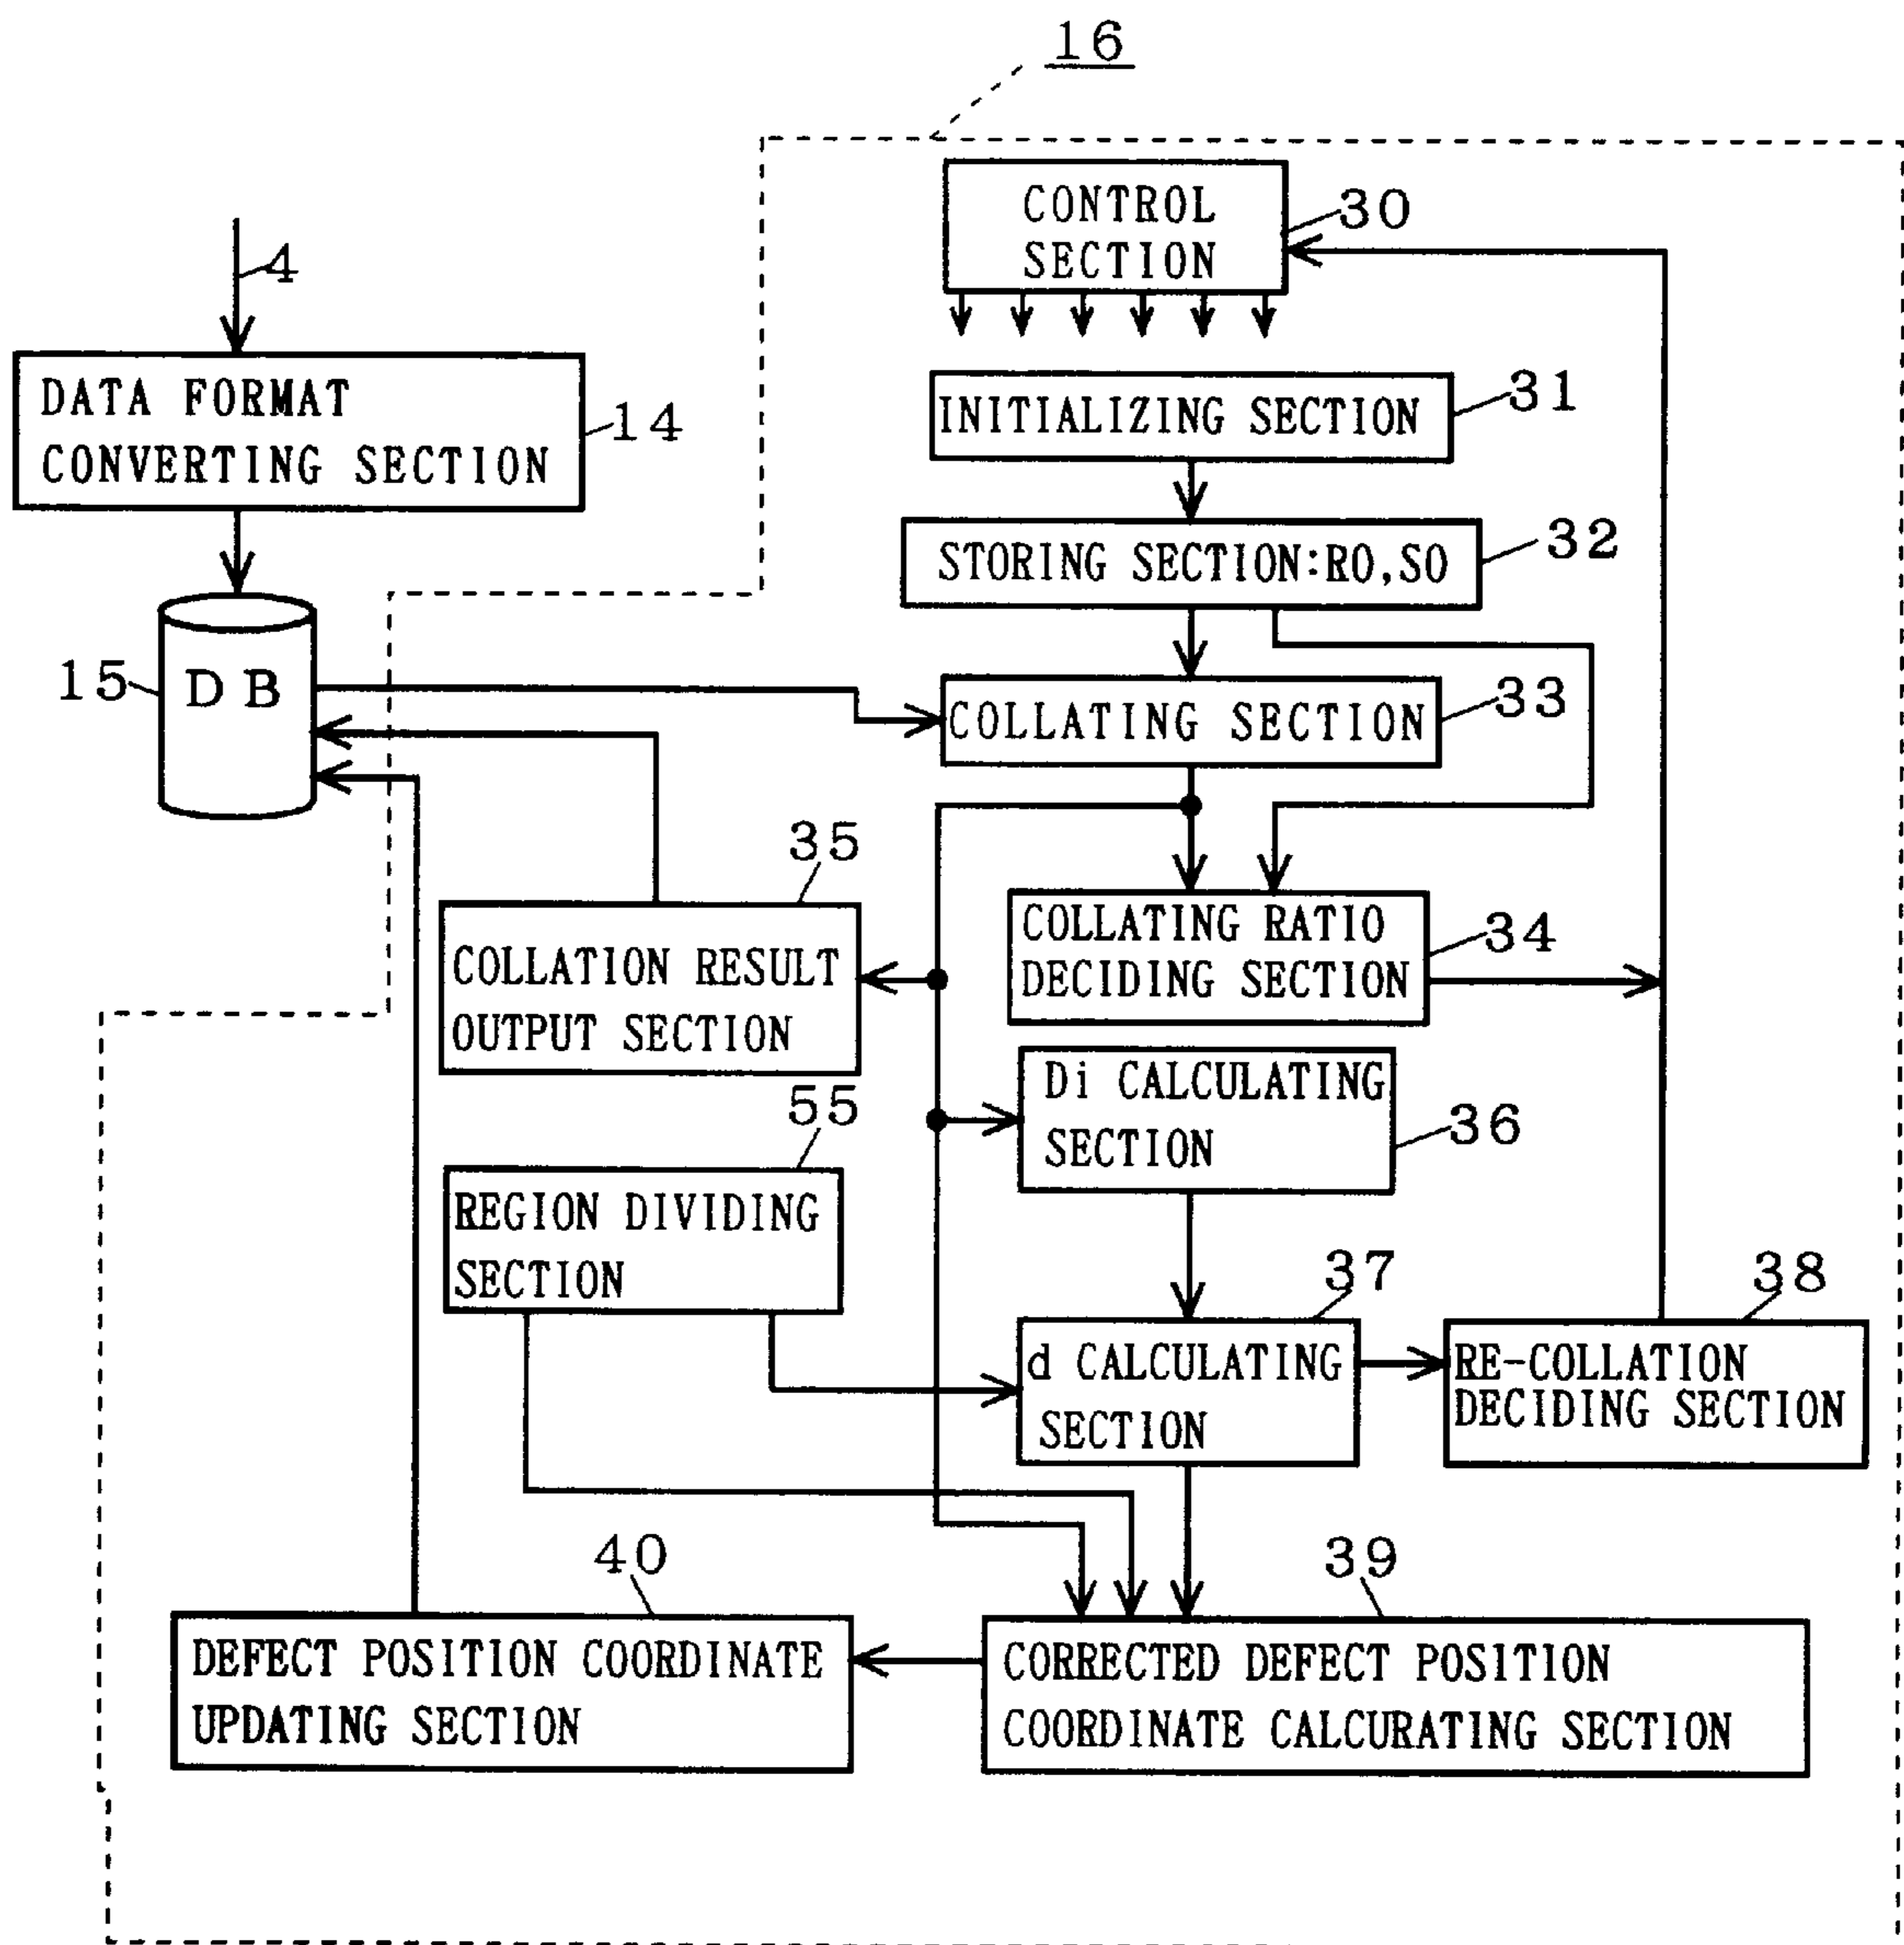 16
CONTROL
SECTION
30
4
DATA FORMAT
CONVERTING SECTION
14
INITIALIZING SECTION
31
STORING SECTION:R0,S0
32
15
DB
COLLATING SECTION
33
35
COLLATION RESULT
OUTPUT SECTION
COLLATING RATIO
DECIDING SECTION
34
Di CALCULATING
SECTION
36
55
REGION DIVIDING
SECTION
37
d CALCULATING
SECTION
38
RE-COLLATION
DECIDING SECTION
40
DEFECT POSITION COORDINATE
UPDATING SECTION
39
CORRECTED DEFECT POSITION
COORDINATE CALCURATING SECTION